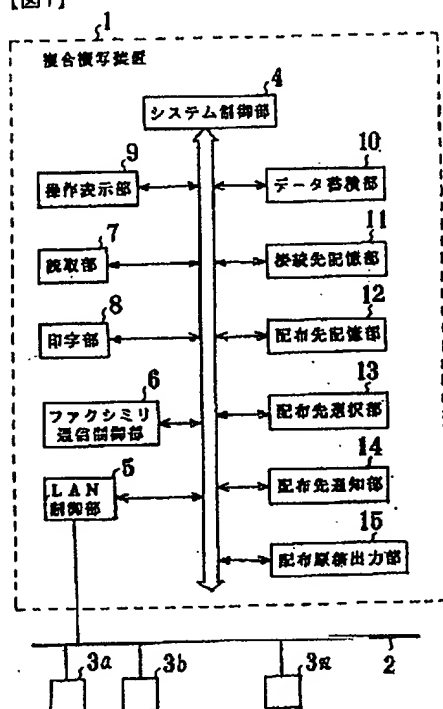 【図1】
1
複合複写装置
4
システム制御部
9
操作表示部
10
データ蓄積部
7
読取部
11
接続先記憶部
8
印字部
12
配布先記憶部
6
ファクシミリ
通信制御部
13
配布先選択部
5
LAN
制御部
14
配布先通知部
15
配布原稿出力部
3a
3b
3n
2